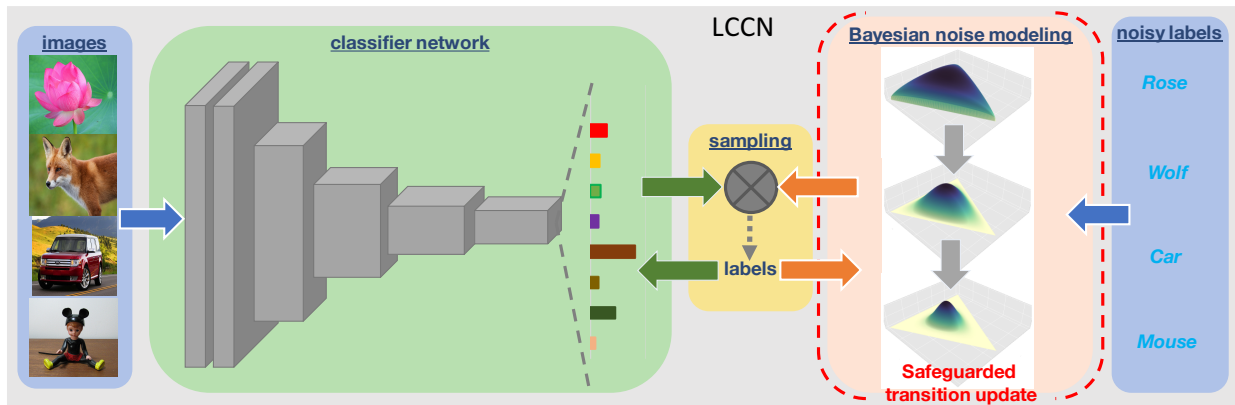 images
classifier network
LCCN
Bayesian noise modeling
noisy labels
sampling
labels
Rose
Wolf
Car
Mouse
Safeguarded
transition update